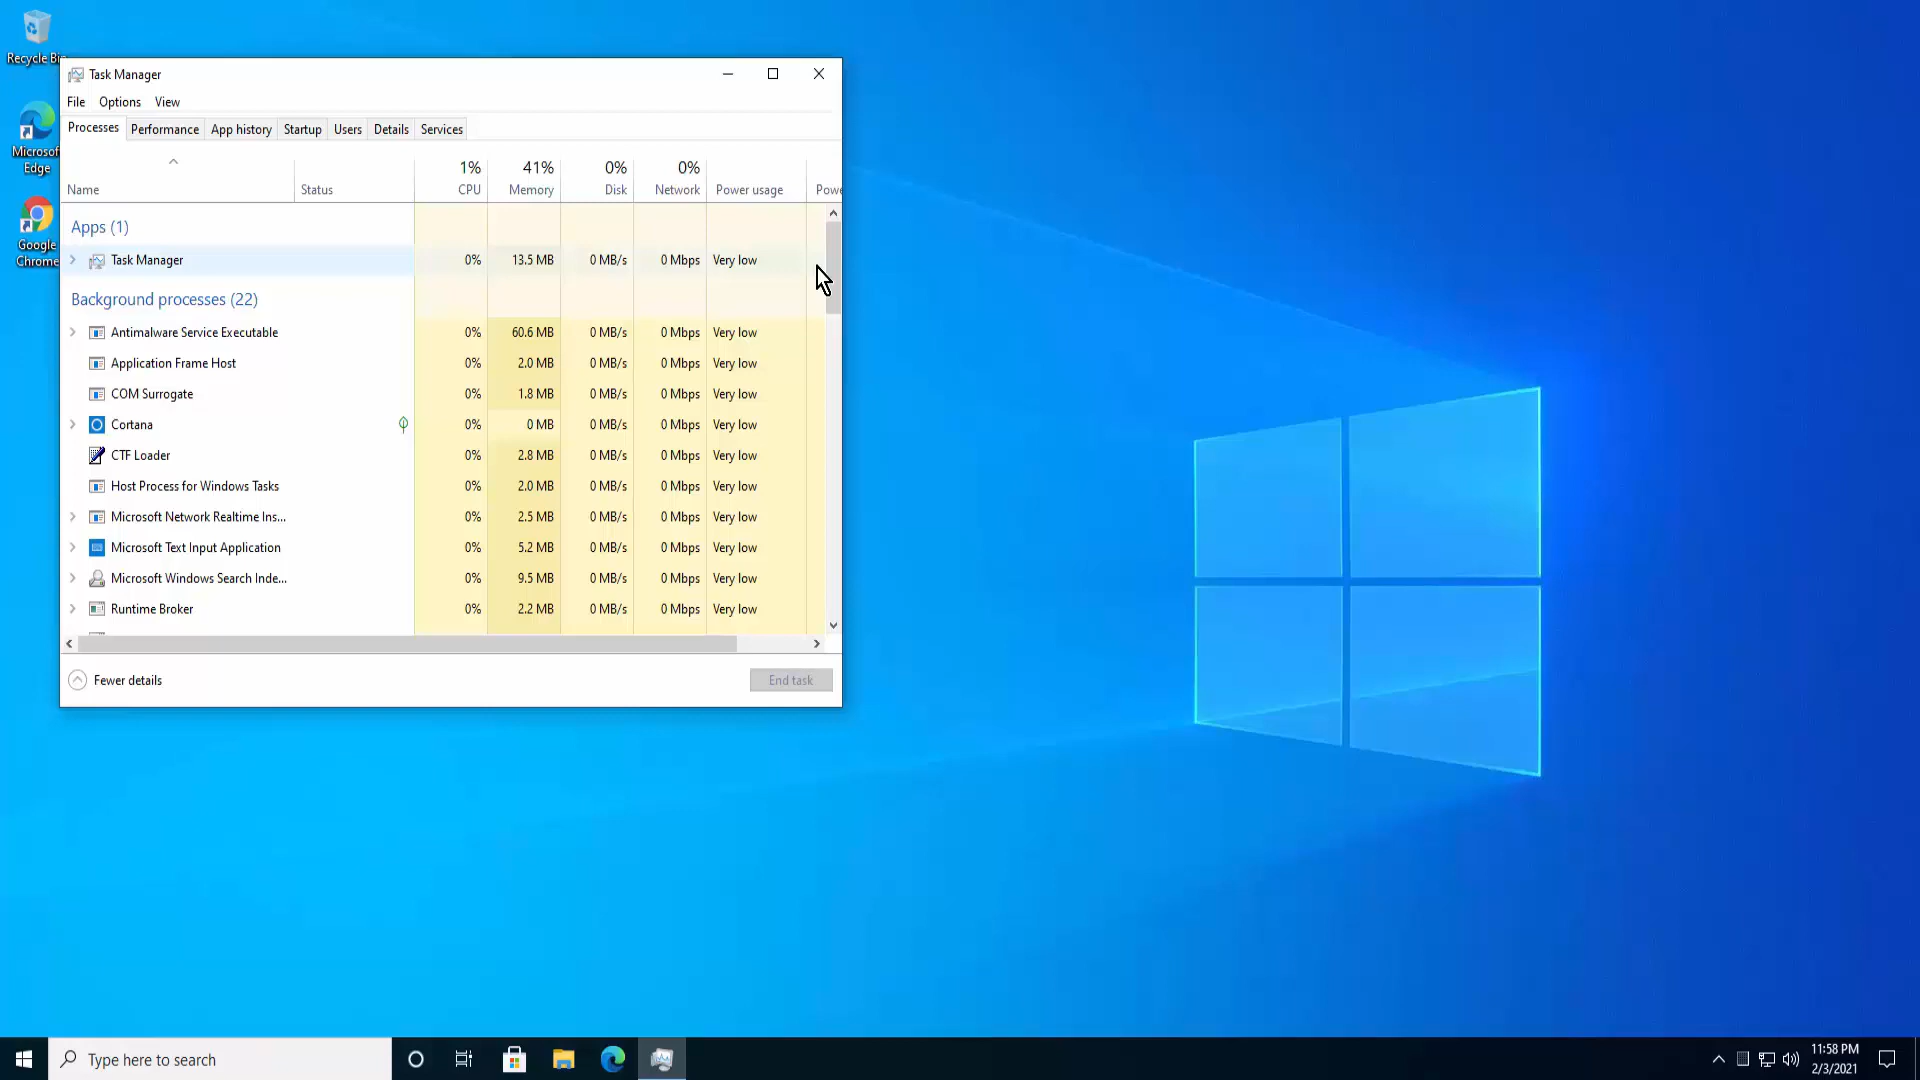 Recycle Bi
Microsof
Edge
Google
Chrome
Task Manager
File Options View
Processes Performance App history Startup Users Details Services
1% 41% 0% 0%
Name Status CPU Memory Disk Network Power usage Powe
Apps (1)
Task Manager 0% 13.5 MB 0 MB/s 0 Mbps Very low
Background processes (22)
Antimalware Service Executable 0% 60.6 MB 0 MB/s 0 Mbps Very low
Application Frame Host 0% 2.0 MB 0 MB/s 0 Mbps Very low
COM Surrogate 0% 1.8 MB 0 MB/s 0 Mbps Very low
Cortana 0% 0 MB 0 MB/s 0 Mbps Very low
CTF Loader 0% 2.8 MB 0 MB/s 0 Mbps Very low
Host Process for Windows Tasks 0% 2.0 MB 0 MB/s 0 Mbps Very low
Microsoft Network Realtime Ins... 0% 2.5 MB 0 MB/s 0 Mbps Very low
Microsoft Text Input Application 0% 5.2 MB 0 MB/s 0 Mbps Very low
Microsoft Windows Search Inde... 0% 9.5 MB 0 MB/s 0 Mbps Very low
Runtime Broker 0% 2.2 MB 0 MB/s 0 Mbps Very low
Fewer details End task
Type here to search
11:58 PM
2/3/2021